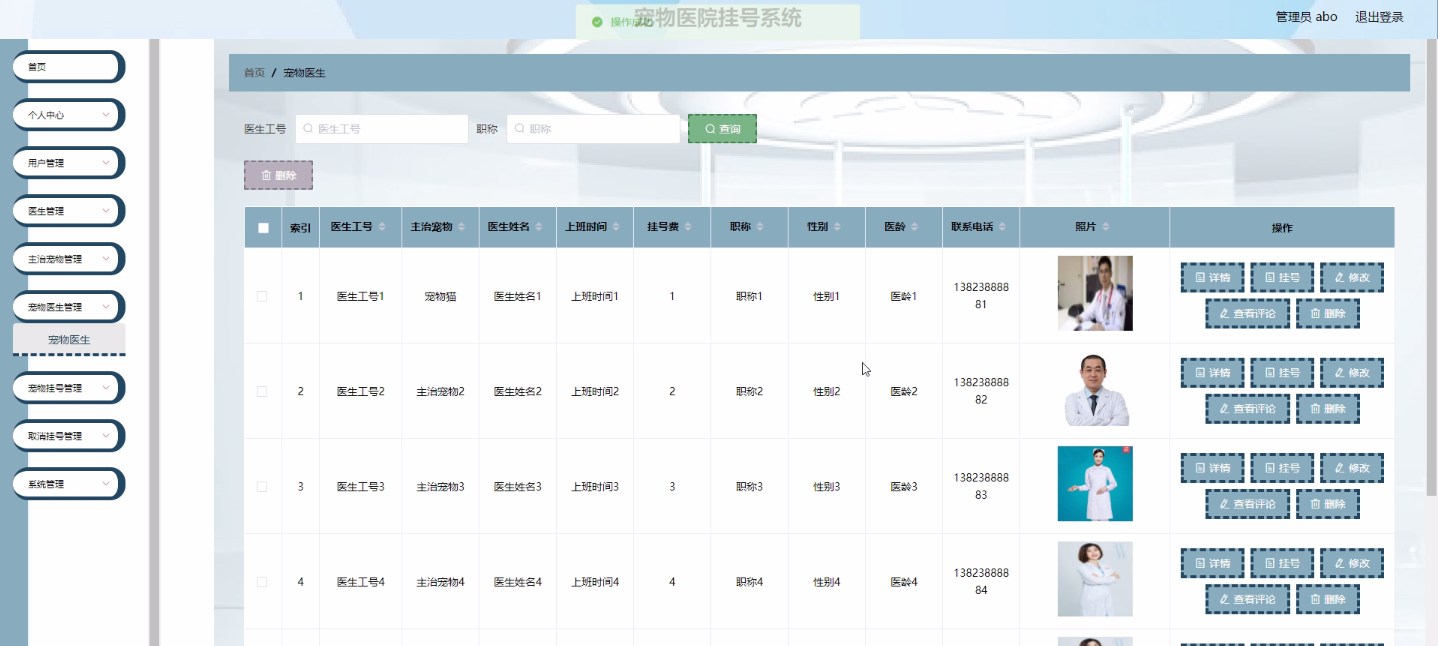 宠物医院挂号系统
操作成功
管理员 abo
退出登录
首页
个人中心
用户管理
医生管理
主治宠物管理
宠物医生管理
宠物医生
宠物挂号管理
取消挂号管理
系统管理
首页 / 宠物医生
医生工号 医生工号 职称 职称 查询
删除
索引 医生工号 主治宠物 医生姓名 上班时间 挂号费 职称 性别 医龄 联系电话 照片 操作
1 医生工号1 宠物猫 医生姓名1 上班时间1 1 职称1 性别1 医龄1 13823888881 详情 挂号 修改
查看评论 删除
2 医生工号2 主治宠物2 医生姓名2 上班时间2 2 职称2 性别2 医龄2 13823888882 详情 挂号 修改
查看评论 删除
3 医生工号3 主治宠物3 医生姓名3 上班时间3 3 职称3 性别3 医龄3 13823888883 详情 挂号 修改
查看评论 删除
4 医生工号4 主治宠物4 医生姓名4 上班时间4 4 职称4 性别4 医龄4 13823888884 详情 挂号 修改
查看评论 删除